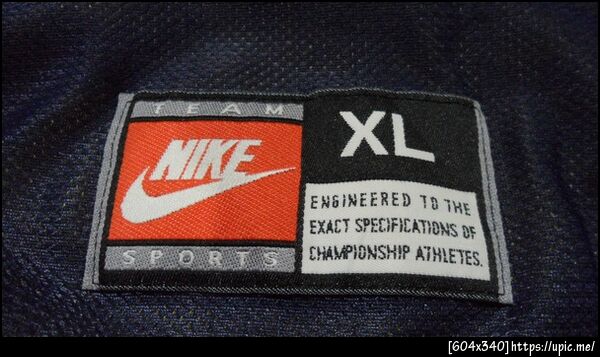 TEAM
NIKE
SPORTS
XL
ENGINEERED TO THE
EXACT SPECIFICATIONS OF
CHAMPIONSHIP ATHLETES.
[604x340]https://upic.me/